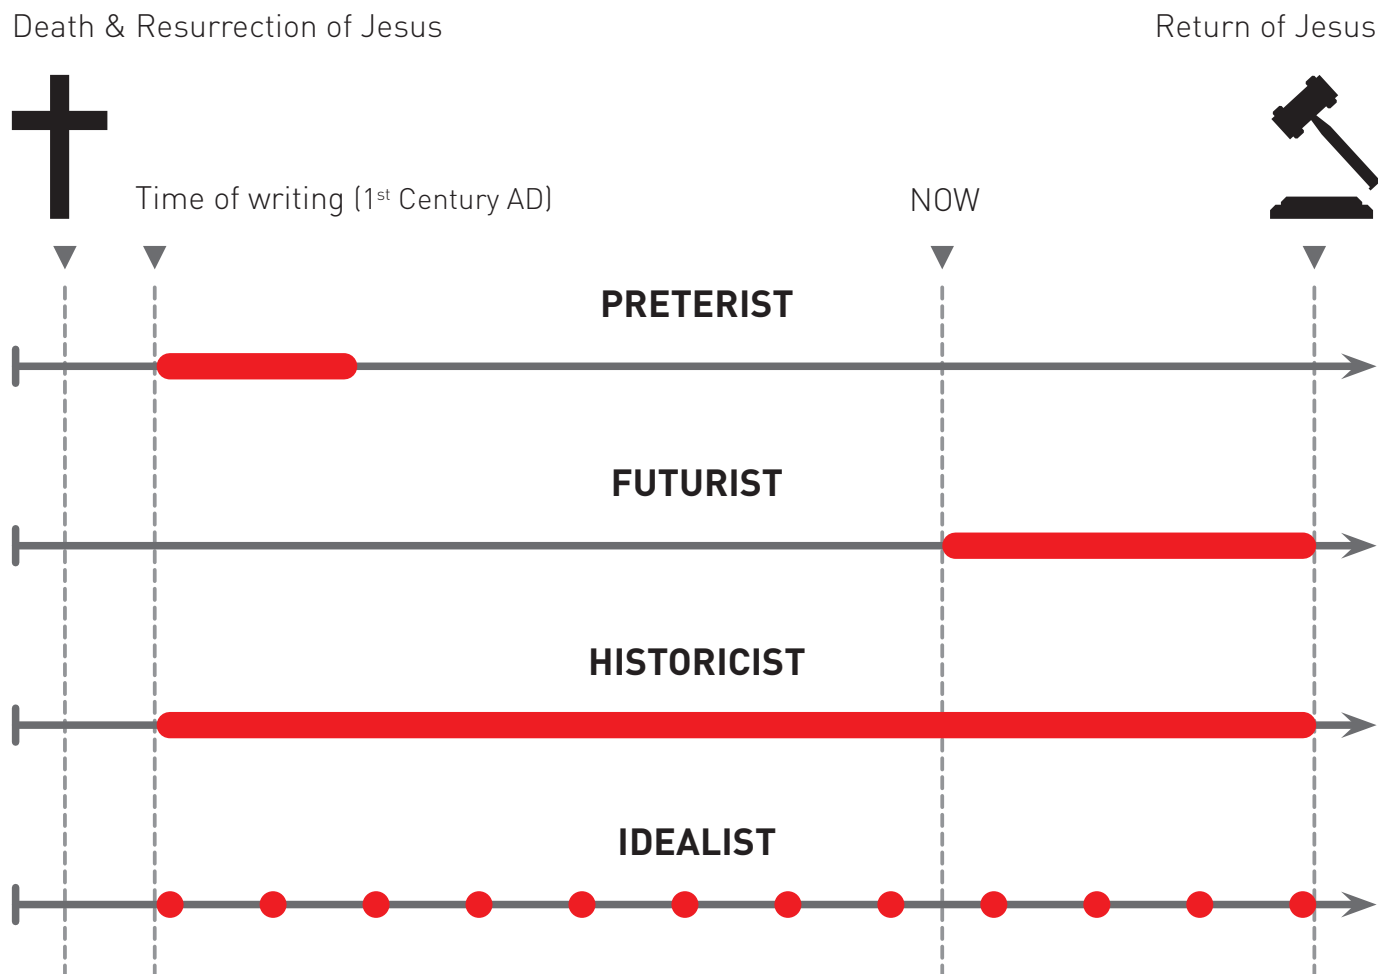 Death & Resurrection of Jesus
Return of Jesus
Time of writing (1st Century AD)
NOW
PRETERIST
FUTURIST
HISTORICIST
IDEALIST